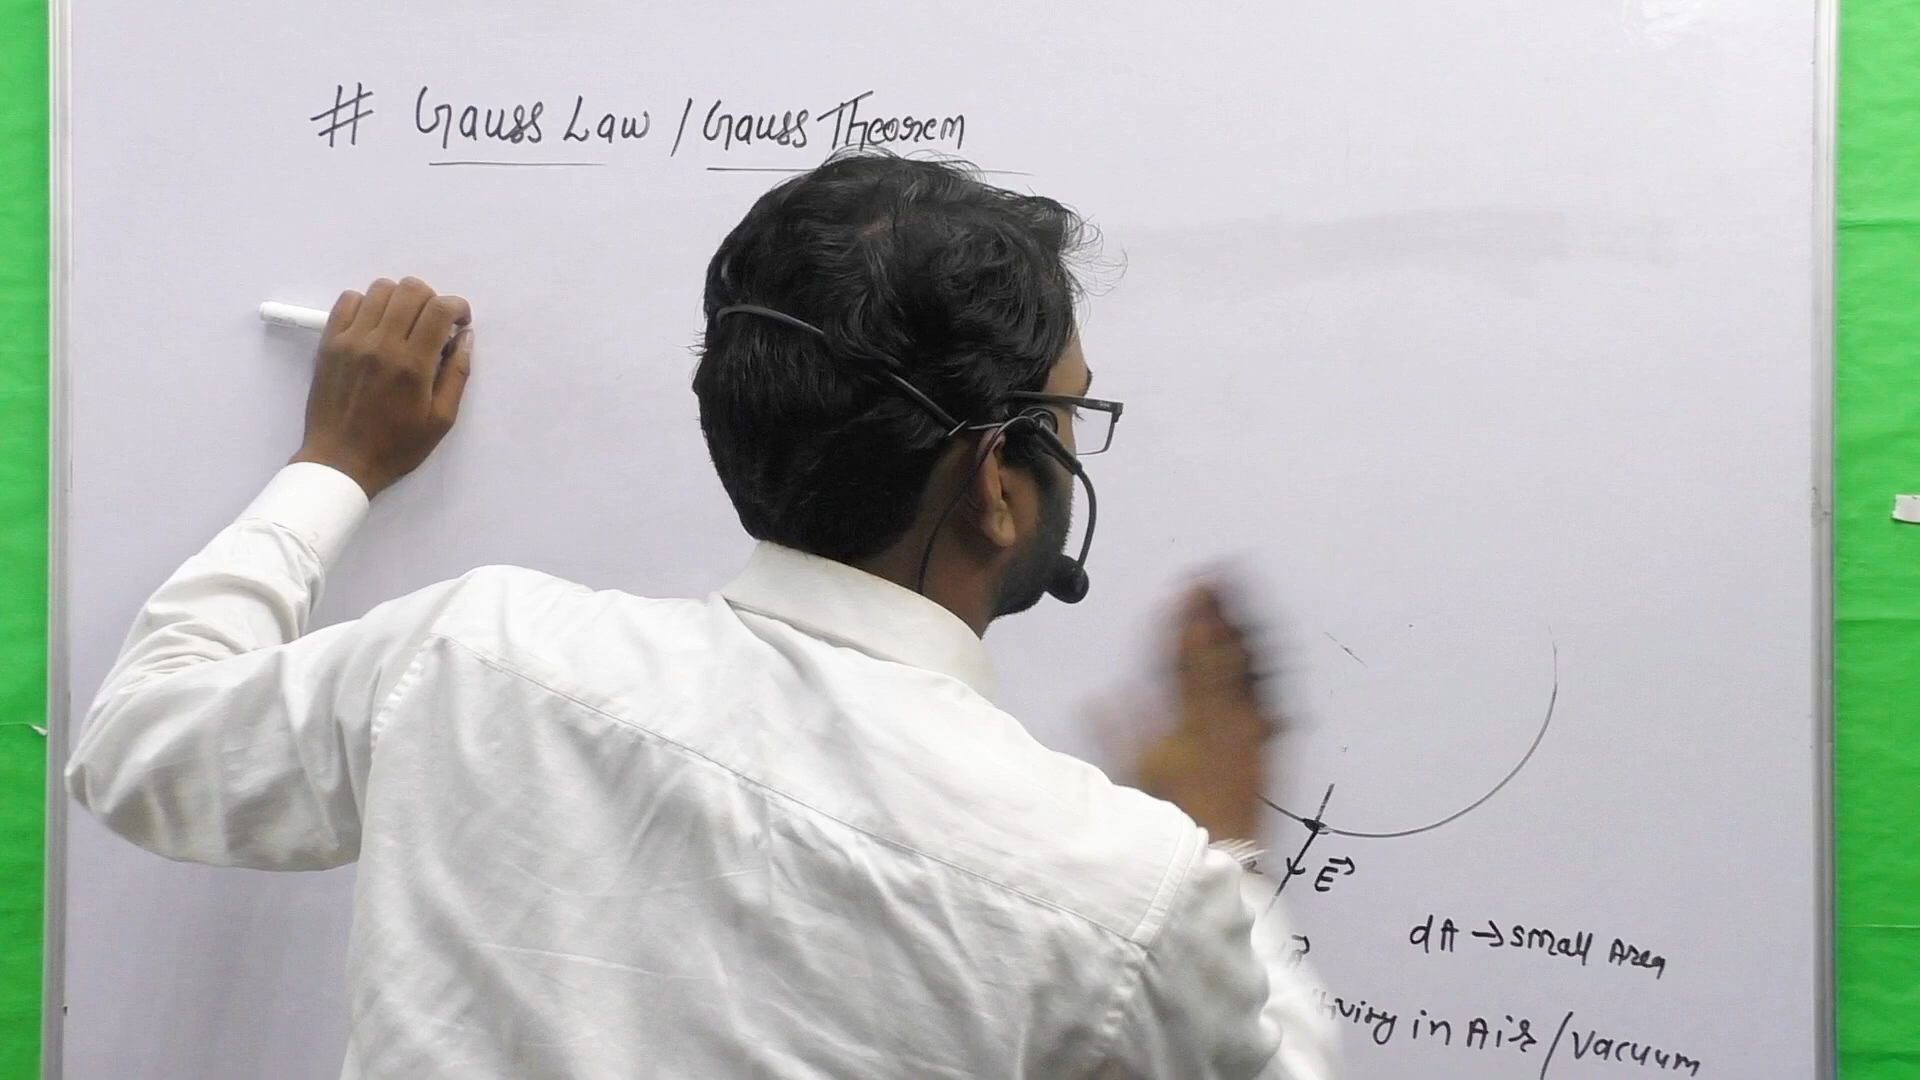 # Gauss Law / Gauss Theorem
E
dA → small Area
in Air / Vacuum